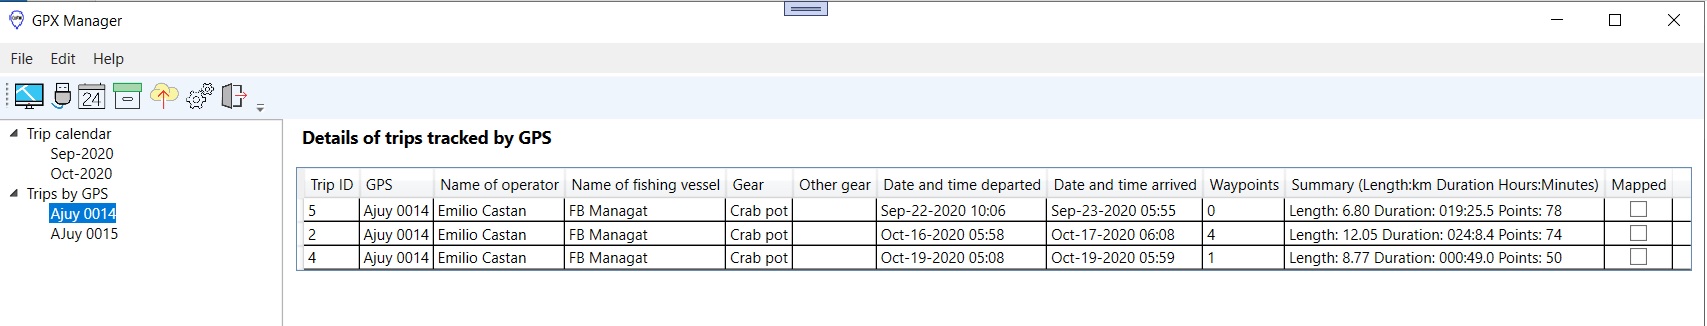 GPX Manager
File Edit Help
24
Trip calendar
Sep-2020
Oct-2020
Trips by GPS
Ajuy 0014
AJuy 0015
Details of trips tracked by GPS
Trip ID GPS Name of operator Name of fishing vessel Gear Other gear Date and time departed Date and time arrived Waypoints Summary (Length:km Duration Hours:Minutes) Mapped
5 Ajuy 0014 Emilio Castan FB Managat Crab pot Sep-22-2020 10:06 Sep-23-2020 05:55 0 Length: 6.80 Duration: 019:25.5 Points: 78
2 Ajuy 0014 Emilio Castan FB Managat Crab pot Oct-16-2020 05:58 Oct-17-2020 06:08 4 Length: 12.05 Duration: 024:8.4 Points: 74
4 Ajuy 0014 Emilio Castan FB Managat Crab pot Oct-19-2020 05:08 Oct-19-2020 05:59 1 Length: 8.77 Duration: 000:49.0 Points: 50